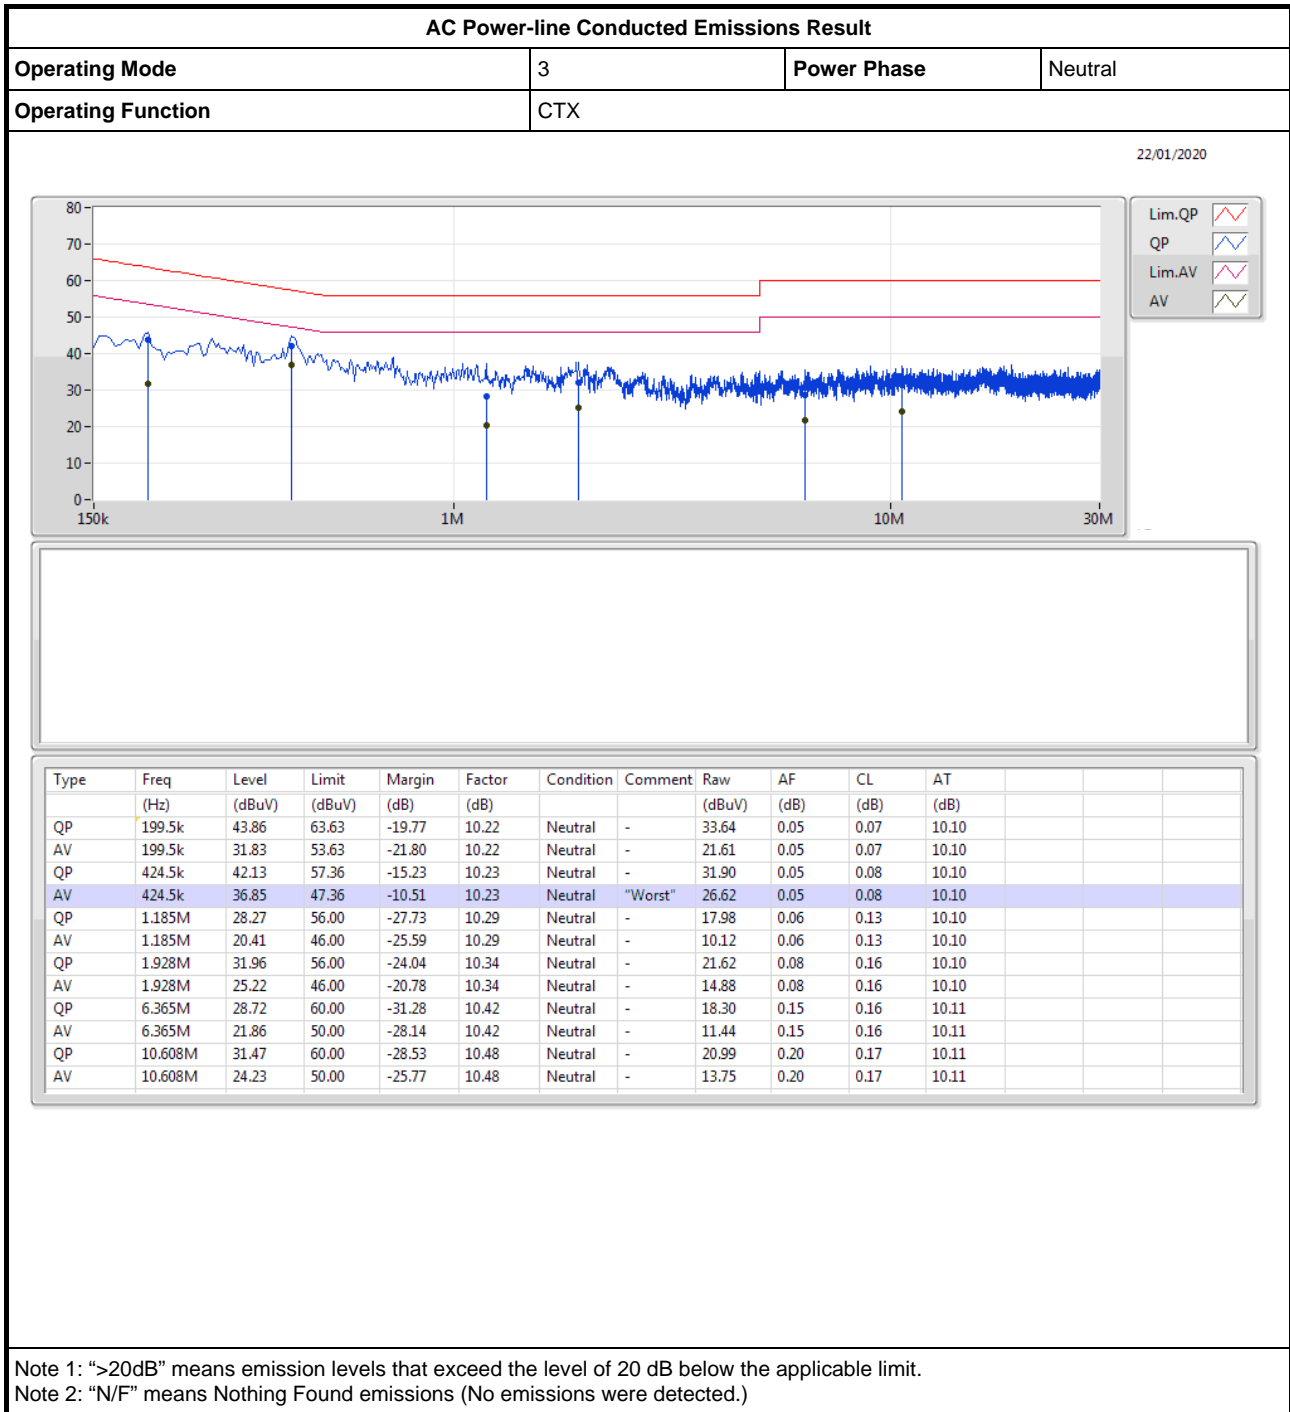 AC Power-line Conducted Emissions Result
Operating Mode 3 Power Phase Neutral
Operating Function CTX
22/01/2020
80
70
60
50
40
30
20
10
0
150k 1M 10M 30M
Lim.QP
QP
Lim.AV
AV
Type Freq Level Limit Margin Factor Condition Comment Raw AF CL AT
(Hz) (dBuV) (dBuV) (dB) (dB) (dBuV) (dB) (dB) (dB)
QP 199.5k 43.86 63.63 -19.77 10.22 Neutral - 33.64 0.05 0.07 10.10
AV 199.5k 31.83 53.63 -21.80 10.22 Neutral - 21.61 0.05 0.07 10.10
QP 424.5k 42.13 57.36 -15.23 10.23 Neutral - 31.90 0.05 0.08 10.10
AV 424.5k 36.85 47.36 -10.51 10.23 Neutral "Worst" 26.62 0.05 0.08 10.10
QP 1.185M 28.27 56.00 -27.73 10.29 Neutral - 17.98 0.06 0.13 10.10
AV 1.185M 20.41 46.00 -25.59 10.29 Neutral - 10.12 0.06 0.13 10.10
QP 1.928M 31.96 56.00 -24.04 10.34 Neutral - 21.62 0.08 0.16 10.10
AV 1.928M 25.22 46.00 -20.78 10.34 Neutral - 14.88 0.08 0.16 10.10
QP 6.365M 28.72 60.00 -31.28 10.42 Neutral - 18.30 0.15 0.16 10.11
AV 6.365M 21.86 50.00 -28.14 10.42 Neutral - 11.44 0.15 0.16 10.11
QP 10.608M 31.47 60.00 -28.53 10.48 Neutral - 20.99 0.20 0.17 10.11
AV 10.608M 24.23 50.00 -25.77 10.48 Neutral - 13.75 0.20 0.17 10.11
Note 1: “>20dB” means emission levels that exceed the level of 20 dB below the applicable limit.
Note 2: “N/F” means Nothing Found emissions (No emissions were detected.)